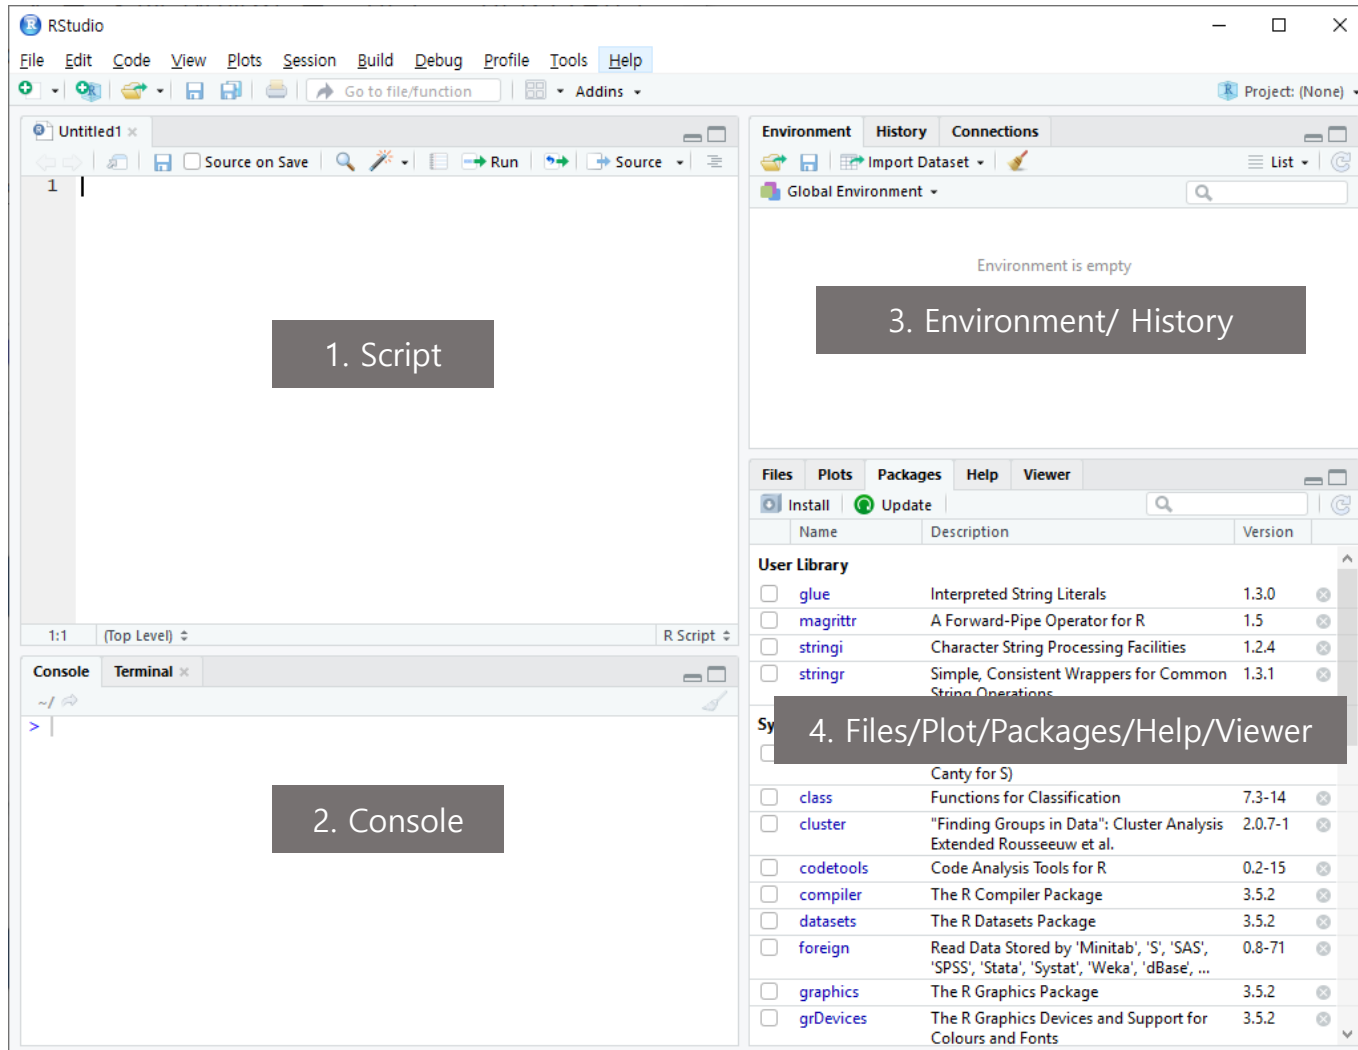 RStudio
File Edit Code View Plots Session Build Debug Profile Tools Help
Go to file/function Addins Project: (None)
Untitled1
Source on Save Run Source
1
1. Script
1:1 (Top Level) R Script
Console Terminal
~/
>
2. Console
Environment History Connections
Import Dataset List
Global Environment
Environment is empty
3. Environment/ History
Files Plots Packages Help Viewer
Install Update
Name Description Version
User Library
glue Interpreted String Literals 1.3.0
magrittr A Forward-Pipe Operator for R 1.5
stringi Character String Processing Facilities 1.2.4
stringr Simple, Consistent Wrappers for Common 1.3.1
String Operations
Sy
4. Files/Plot/Packages/Help/Viewer
Canty for S)
class Functions for Classification 7.3-14
cluster "Finding Groups in Data": Cluster Analysis 2.0.7-1
Extended Rousseeuw et al.
codetools Code Analysis Tools for R 0.2-15
compiler The R Compiler Package 3.5.2
datasets The R Datasets Package 3.5.2
foreign Read Data Stored by 'Minitab', 'S', 'SAS', 0.8-71
'SPSS', 'Stata', 'Systat', 'Weka', 'dBase', ...
graphics The R Graphics Package 3.5.2
grDevices The R Graphics Devices and Support for 3.5.2
Colours and Fonts